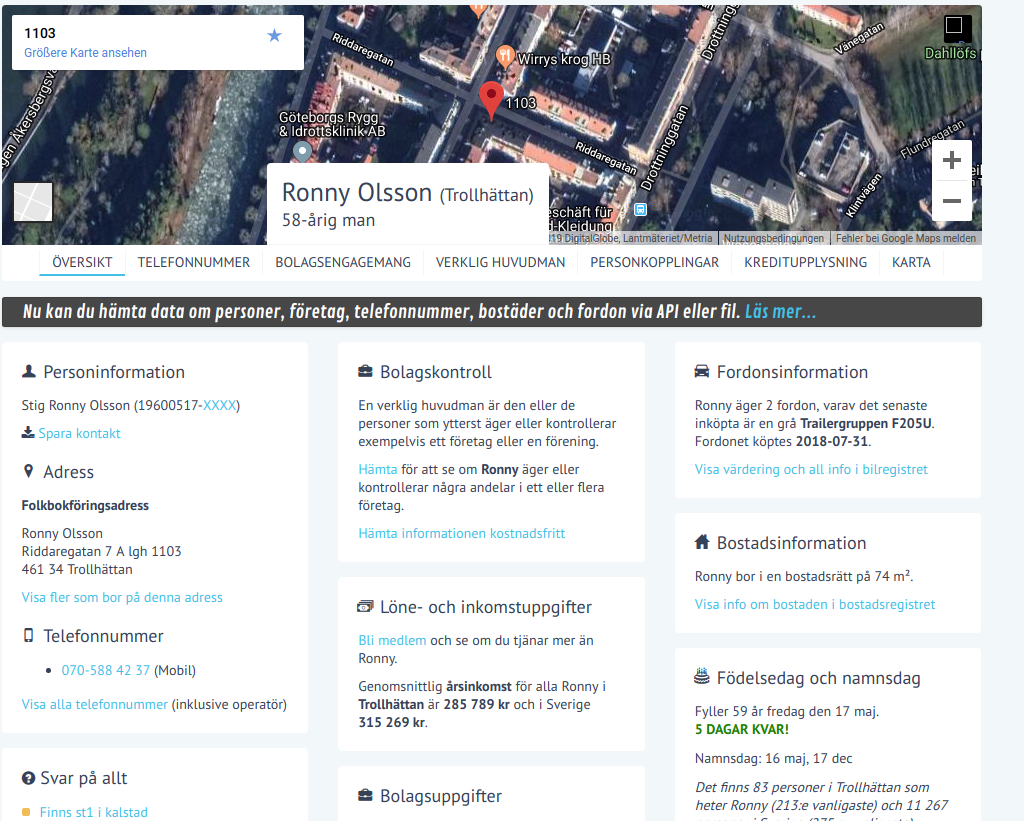 1103
Größere Karte ansehen
Riddaregatan
Wirrys krog HB
Drottninggatan
Vänegatan
Dahllöfs
1103
Göteborgs Rygg
& Idrottsklinik AB
Riddaregatan
Drottninggatan
Flundregatan
Klintvägen
Ronny Olsson (Trollhättan)
58-årig man
eschäft für
d-Kleidung
19 DigitalGlobe, Lantmäteriet/Metria
Nutzungsbedingungen
Fehler bei Google Maps melden
ÖVERSIKT
TELEFONNUMMER
BOLAGSENGAGEMANG
VERKLIG HUVUDMAN
PERSONKOPPLINGAR
KREDITUPPLYSNING
KARTA
Nu kan du hämta data om personer, företag, telefonnummer, bostäder och fordon via API eller fil. Läs mer...
Personinformation
Stig Ronny Olsson (19600517-XXXX)
Spara kontakt
Adress
Folkbokföringsadress
Ronny Olsson
Riddaregatan 7 A lgh 1103
461 34 Trollhättan
Visa fler som bor på denna adress
Telefonnummer
070-588 42 37 (Mobil)
Visa alla telefonnummer (inklusive operatör)
Svar på allt
Finns st1 i kalstad
Bolagskontroll
En verklig huvudman är den eller de
personer som ytterst äger eller kontrollerar
exempelvis ett företag eller en förening.
Hämta för att se om Ronny äger eller
kontrollerar några andelar i ett eller flera
företag.
Hämta informationen kostnadsfritt
Löne- och inkomstuppgifter
Bli medlem och se om du tjänar mer än
Ronny.
Genomsnittlig årsinkomst för alla Ronny i
Trollhättan är 285 789 kr och i Sverige
315 269 kr.
Bolagsuppgifter
Fordonsinformation
Ronny äger 2 fordon, varav det senaste
inköpta är en grå Trailergruppen F205U.
Fordonet köptes 2018-07-31.
Visa värdering och all info i bilregistret
Bostadsinformation
Ronny bor i en bostadsrätt på 74 m².
Visa info om bostaden i bostadsregistret
Födelsedag och namnsdag
Fyller 59 år fredag den 17 maj.
5 DAGAR KVAR!
Namnsdag: 16 maj, 17 dec
Det finns 83 personer i Trollhättan som
heter Ronny (213:e vanligaste) och 11 267